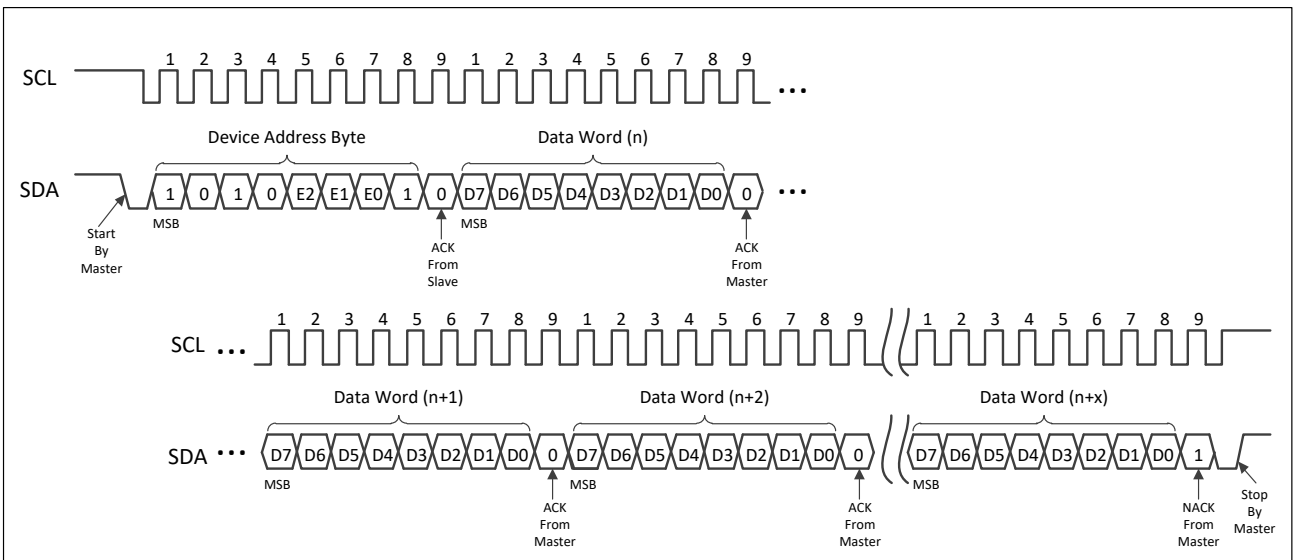 1 2 3 4 5 6 7 8 9 1 2 3 4 5 6 7 8 9
SCL ...
Device Address Byte Data Word (n)
SDA 1 0 1 0 E2 E1 E0 1 0 D7 D6 D5 D4 D3 D2 D1 D0 0 ...
MSB MSB
Start
By
Master
ACK
From
Slave
ACK
From
Master
1 2 3 4 5 6 7 8 9 1 2 3 4 5 6 7 8 9 1 2 3 4 5 6 7 8 9
SCL ...
Data Word (n+1) Data Word (n+2) Data Word (n+x)
SDA ... D7 D6 D5 D4 D3 D2 D1 D0 0 D7 D6 D5 D4 D3 D2 D1 D0 0 D7 D6 D5 D4 D3 D2 D1 D0 1
MSB MSB MSB
ACK
From
Master
ACK
From
Master
NACK
From
Master
Stop
By
Master